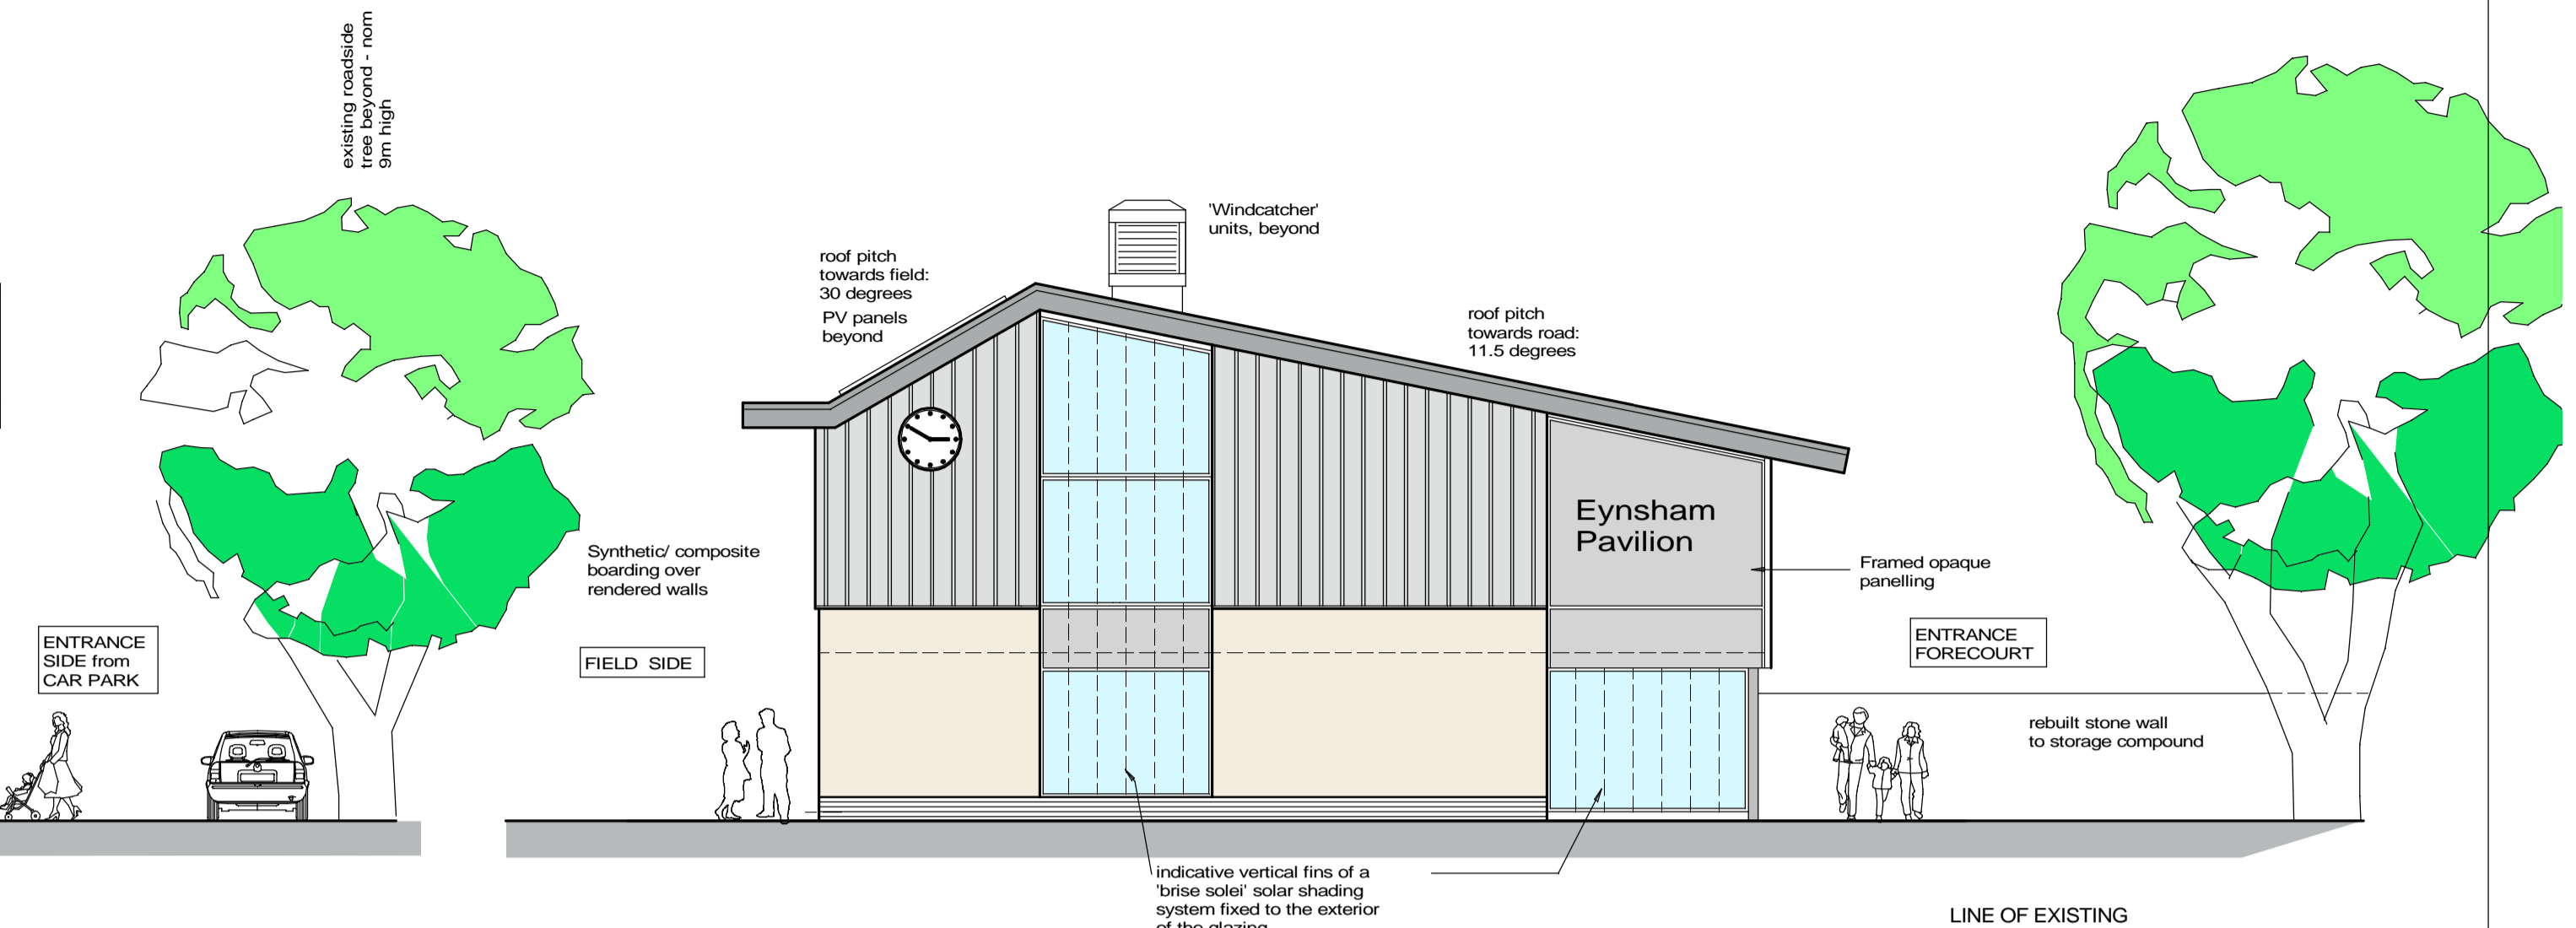 existing roadside
tree beyond - nom
9m high
'Windcatcher'
units, beyond
roof pitch
towards field:
30 degrees
PV panels
beyond
roof pitch
towards road:
11.5 degrees
Eynsham
Pavilion
Synthetic/ composite
boarding over
rendered walls
Framed opaque
panelling
ENTRANCE
SIDE from
CAR PARK
FIELD SIDE
ENTRANCE
FORECOURT
rebuilt stone wall
to storage compound
indicative vertical fins of a
'brise solei' solar shading
system fixed to the exterior
of the glazing
LINE OF EXISTING